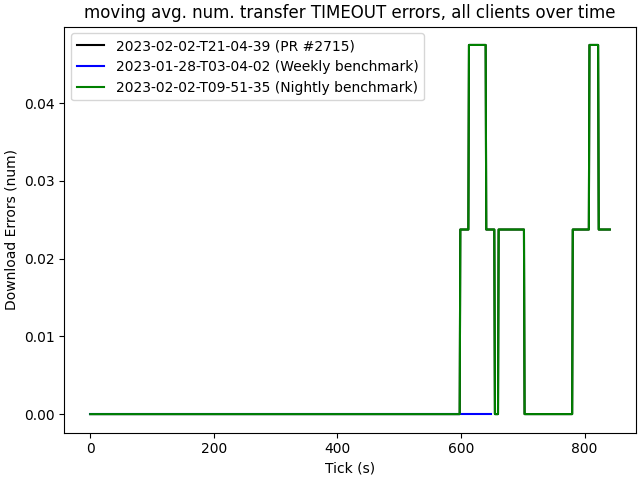 moving avg. num. transfer TIMEOUT errors, all clients over time
2023-02-02-T21-04-39 (PR #2715)
2023-01-28-T03-04-02 (Weekly benchmark)
2023-02-02-T09-51-35 (Nightly benchmark)
Download Errors (num)
0.04
0.03
0.02
0.01
0.00
0 200 400 600 800
Tick (s)